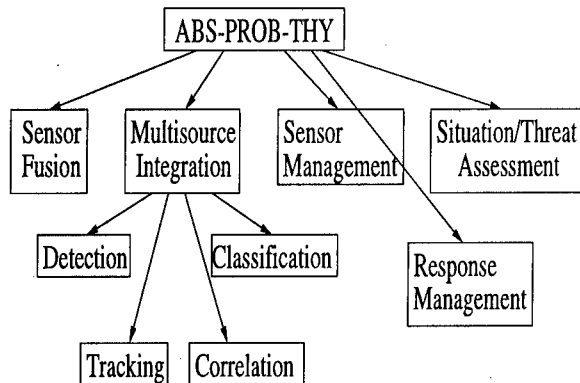 ABS-PROB-THY
Sensor
Fusion
Multisource
Integration
Sensor
Management
Situation/Threat
Assessment
Detection
Classification
Response
Management
Tracking
Correlation